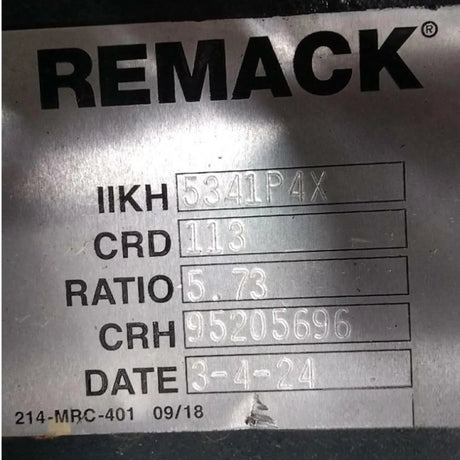 REMACK®
IIKH 5341P4X
CRD 113
RATIO 5.73
CRH 95205696
DATE 3-4-24
214-MRC-401 09/18